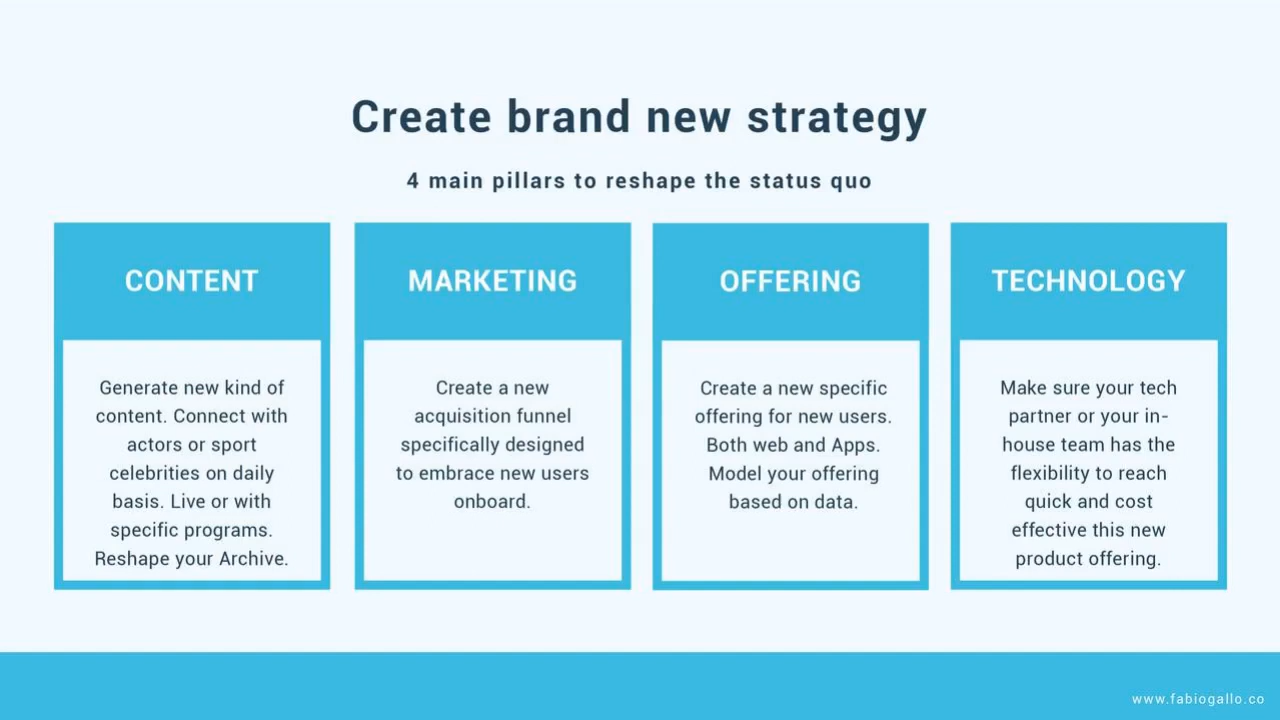 Create brand new strategy
4 main pillars to reshape the status quo
CONTENT
Generate new kind of
content. Connect with
actors or sport
celebrities on daily
basis. Live or with
specific programs.
Reshape your Archive.
MARKETING
Create a new
acquisition funnel
specifically designed
to embrace new users
onboard.
OFFERING
Create a new specific
offering for new users.
Both web and Apps.
Model your offering
based on data.
TECHNOLOGY
Make sure your tech
partner or your in-
house team has the
flexibility to reach
quick and cost
effective this new
product offering.
www.fabiogallo.co